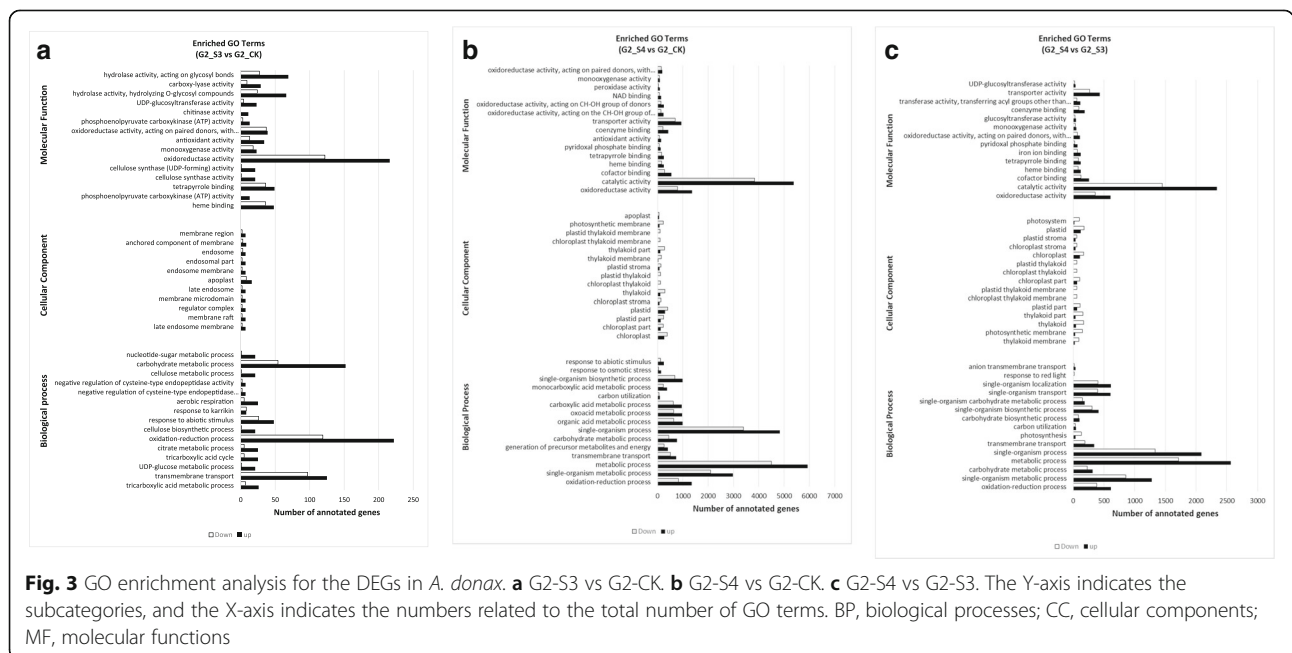 a
Enriched GO Terms
(G2_S3 vs G2_CK)
Molecular Function
hydrolase activity, acting on glycosyl bonds
carboxy-lyase activity
hydrolase activity, hydrolyzing O-glycosyl compounds
UDP-glucosyltransferase activity
chitinase activity
phosphoenolpyruvate carboxykinase (ATP) activity
oxidoreductase activity, acting on paired donors, with...
antioxidant activity
monooxygenase activity
oxidoreductase activity
cellulose synthase (UDP-forming) activity
cellulose synthase activity
tetrapyrrole binding
phosphoenolpyruvate carboxykinase (ATP) activity
heme binding
Cellular Component
membrane region
anchored component of membrane
endosome
endosomal part
endosome membrane
apoplast
late endosome
membrane microdomain
regulator complex
membrane raft
late endosome membrane
Biological process
nucleotide-sugar metabolic process
carbohydrate metabolic process
cellulose metabolic process
negative regulation of cysteine-type endopeptidase activity
negative regulation of cysteine-type endopeptidase...
aerobic respiration
response to karrikin
response to abiotic stimulus
cellulose biosynthetic process
oxidation-reduction process
citrate metabolic process
tricarboxylic acid cycle
UDP-glucose metabolic process
transmembrane transport
tricarboxylic acid metabolic process
0 50 100 150 200 250
Number of annotated genes
Down up
b
Enriched GO Terms
(G2_S4 vs G2_CK)
Molecular Function
oxidoreductase activity, acting on paired donors, with...
monooxygenase activity
peroxidase activity
NAD binding
oxidoreductase activity, acting on CH-OH group of donors
oxidoreductase activity, acting on the CH-OH group of...
transporter activity
coenzyme binding
antioxidant activity
pyridoxal phosphate binding
tetrapyrrole binding
heme binding
cofactor binding
catalytic activity
oxidoreductase activity
Cellular Component
apoplast
photosynthetic membrane
plastid thylakoid membrane
chloroplast thylakoid membrane
thylakoid part
thylakoid membrane
plastid stroma
plastid thylakoid
chloroplast thylakoid
thylakoid
chloroplast stroma
plastid
plastid part
chloroplast part
chloroplast
Biological Process
response to abiotic stimulus
response to osmotic stress
single-organism biosynthetic process
monocarboxylic acid metabolic process
carbon utilization
carboxylic acid metabolic process
oxoacid metabolic process
organic acid metabolic process
single-organism process
carbohydrate metabolic process
generation of precursor metabolites and energy
transmembrane transport
metabolic process
single-organism metabolic process
oxidation-reduction process
0 1000 2000 3000 4000 5000 6000 7000
Number of annotated genes
Down up
c
Enriched GO Terms
(G2_S4 vs G2_S3)
Molecular Function
UDP-glucosyltransferase activity
transporter activity
transferase activity, transferring acyl groups other than...
coenzyme binding
glucosyltransferase activity
monooxygenase activity
oxidoreductase activity, acting on paired donors, with...
pyridoxal phosphate binding
iron ion binding
tetrapyrrole binding
heme binding
cofactor binding
catalytic activity
oxidoreductase activity
Cellular Component
photosystem
plastid
plastid stroma
chloroplast stroma
chloroplast
plastid thylakoid
chloroplast thylakoid
chloroplast part
plastid thylakoid membrane
chloroplast thylakoid membrane
plastid part
thylakoid part
thylakoid
photosynthetic membrane
thylakoid membrane
Biological Process
anion transmembrane transport
response to red light
single-organism localization
single-organism transport
single-organism carbohydrate metabolic process
single-organism biosynthetic process
carbohydrate biosynthetic process
carbon utilization
photosynthesis
transmembrane transport
single-organism process
metabolic process
carbohydrate metabolic process
single-organism metabolic process
oxidation-reduction process
0 500 1000 1500 2000 2500 3000
Number of annotated genes
Down up
Fig. 3 GO enrichment analysis for the DEGs in A. donax. a G2-S3 vs G2-CK. b G2-S4 vs G2-CK. c G2-S4 vs G2-S3. The Y-axis indicates the
subcategories, and the X-axis indicates the numbers related to the total number of GO terms. BP, biological processes; CC, cellular components;
MF, molecular functions